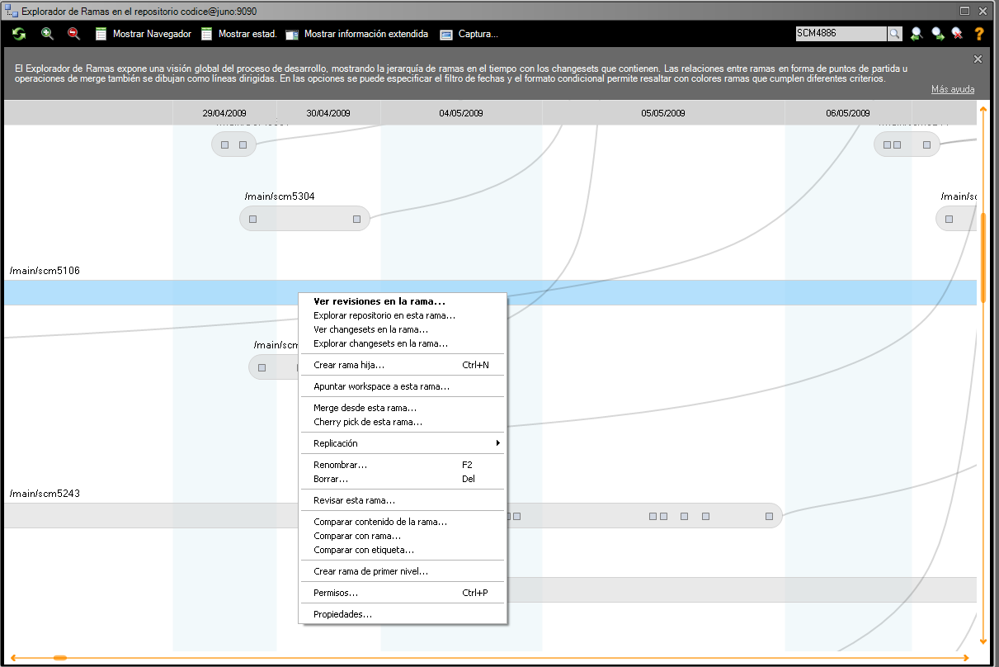 Explorador de Ramas en el repositorio codice@juno:9090
Mostrar Navegador Mostrar estad. Mostrar información extendida Captura... SCM4886 ?
El Explorador de Ramas expone una visión global del proceso de desarrollo, mostrando la jerarquía de ramas en el tiempo con los changesets que contienen. Las relaciones entre ramas en forma de puntos de partida u
operaciones de merge también se dibujan como líneas dirigidas. En las opciones se puede especificar el filtro de fechas y el formato condicional permite resaltar con colores ramas que cumplen diferentes criterios.
Más ayuda
29/04/2009 30/04/2009 04/05/2009 05/05/2009 06/05/2009
/main/scm5304 /main/sc
/main/scm5106
Ver revisiones en la rama...
Explorar repositorio en esta rama...
Ver changesets en la rama...
Explorar changesets en la rama...
/main/scm
Crear rama hija... Ctrl+N
Apuntar workspace a esta rama...
Merge desde esta rama...
Cherry pick de esta rama...
Replicación
Renombrar... F2
Borrar... Del
/main/scm5243
Revisar esta rama...
Comparar contenido de la rama...
Comparar con rama...
Comparar con etiqueta...
Crear rama de primer nivel...
Permisos... Ctrl+P
Propiedades...